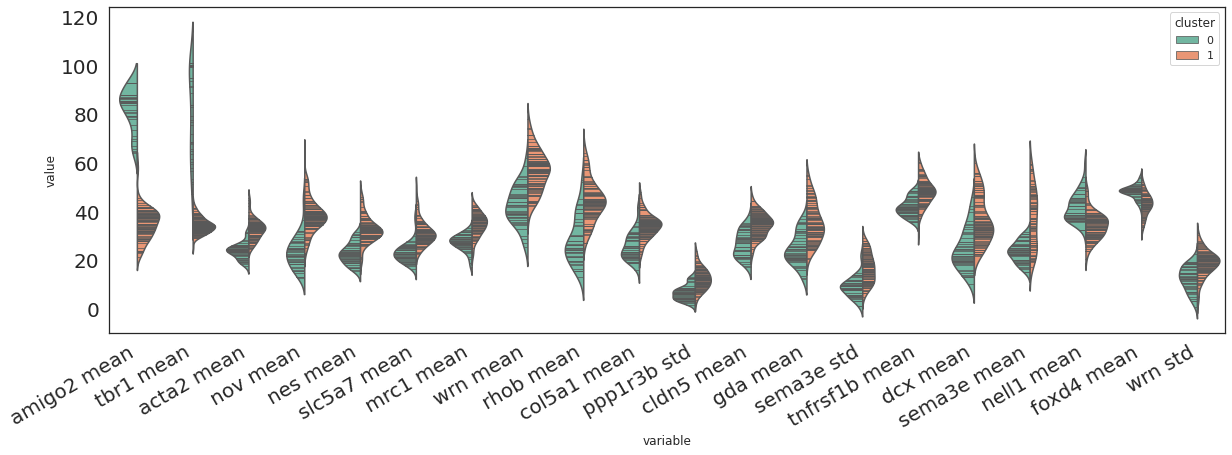 120
100
80
60
40
20
0
value
cluster
0
1
amigo2 mean
tbr1 mean
acta2 mean
nov mean
nes mean
slc5a7 mean
mrc1 mean
wrn mean
rhob mean
col5a1 mean
ppp1r3b std
cldn5 mean
gda mean
sema3e std
tnfrsf1b mean
dcx mean
sema3e mean
nell1 mean
foxd4 mean
wrn std
variable